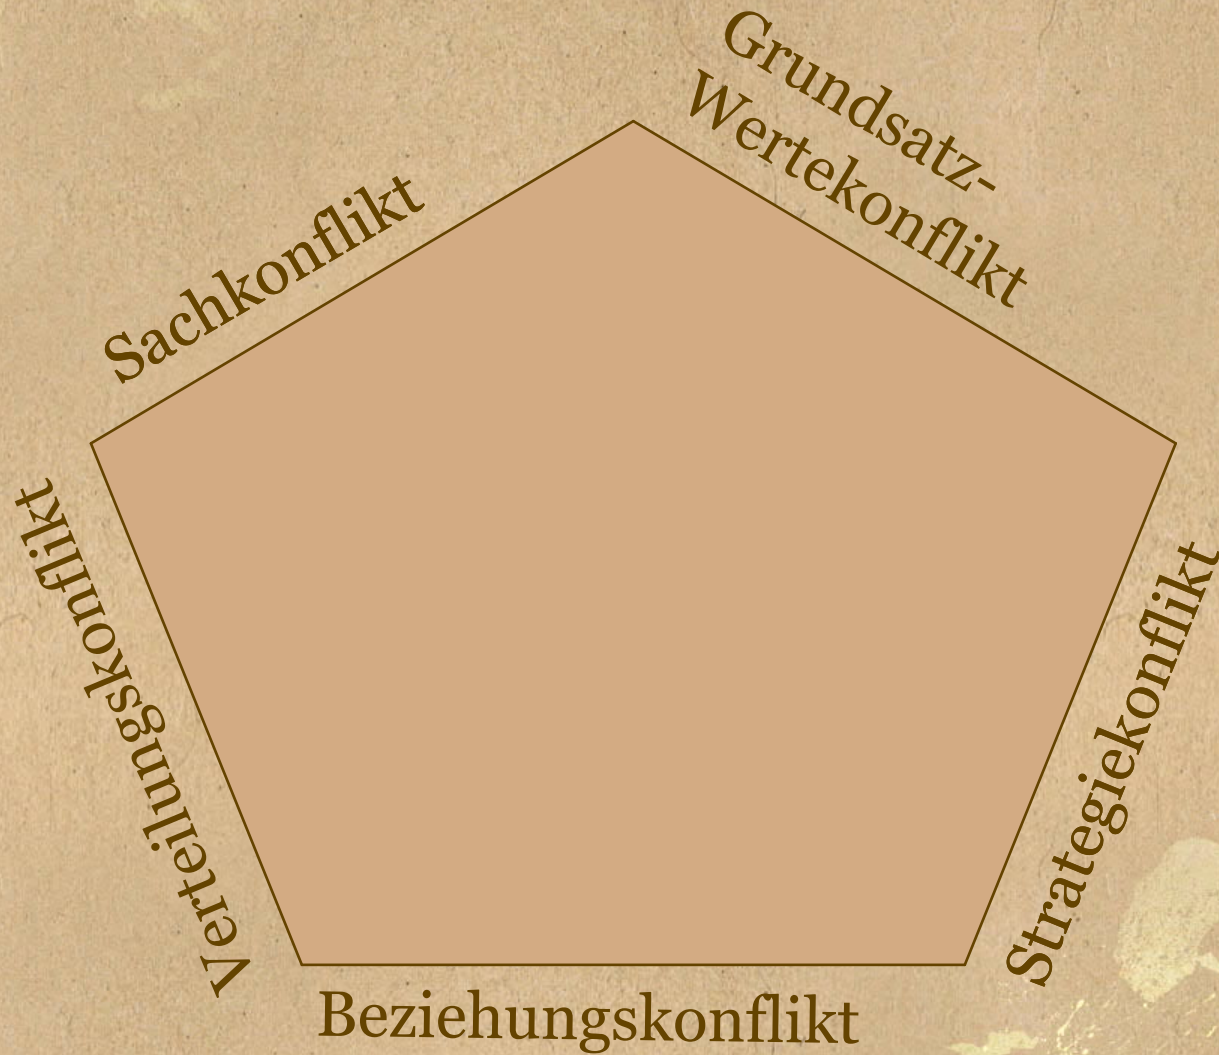 Grundsatz-
Wertekonflikt
Sachkonflikt
Verteilungskonflikt
Strategiekonflikt
Beziehungskonflikt